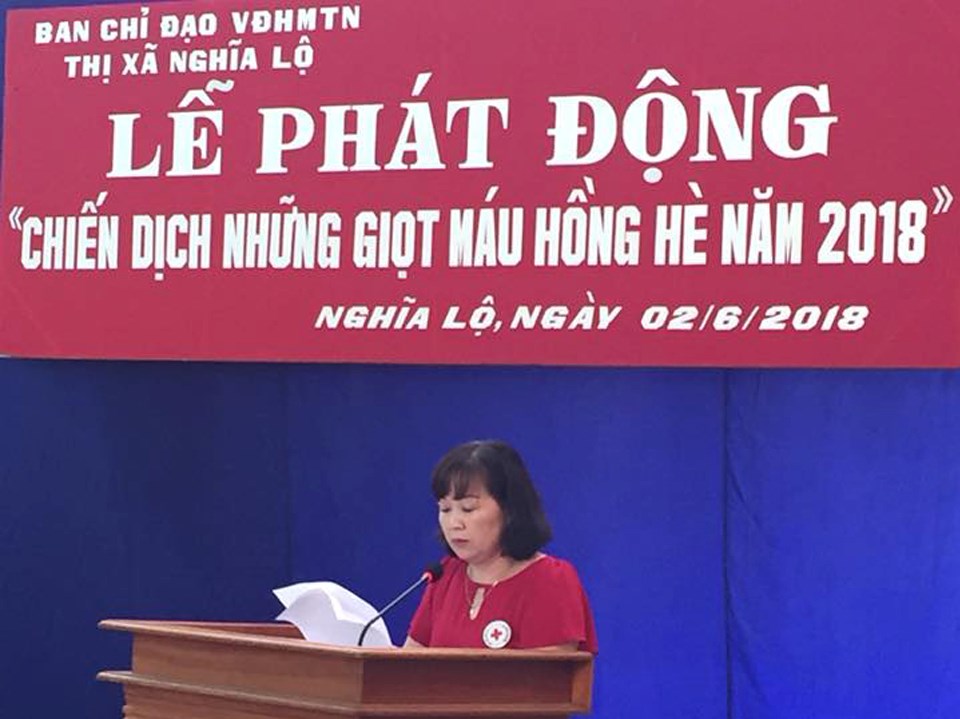 BAN CHỈ ĐẠO VĐHMTN
THỊ XÃ NGHĨA LỘ
LỄ PHÁT ĐỘNG
“CHIẾN DỊCH NHỮNG GIỌT MÁU HỒNG HÈ NĂM 2018”
NGHĨA LỘ, NGÀY 02/6/2018